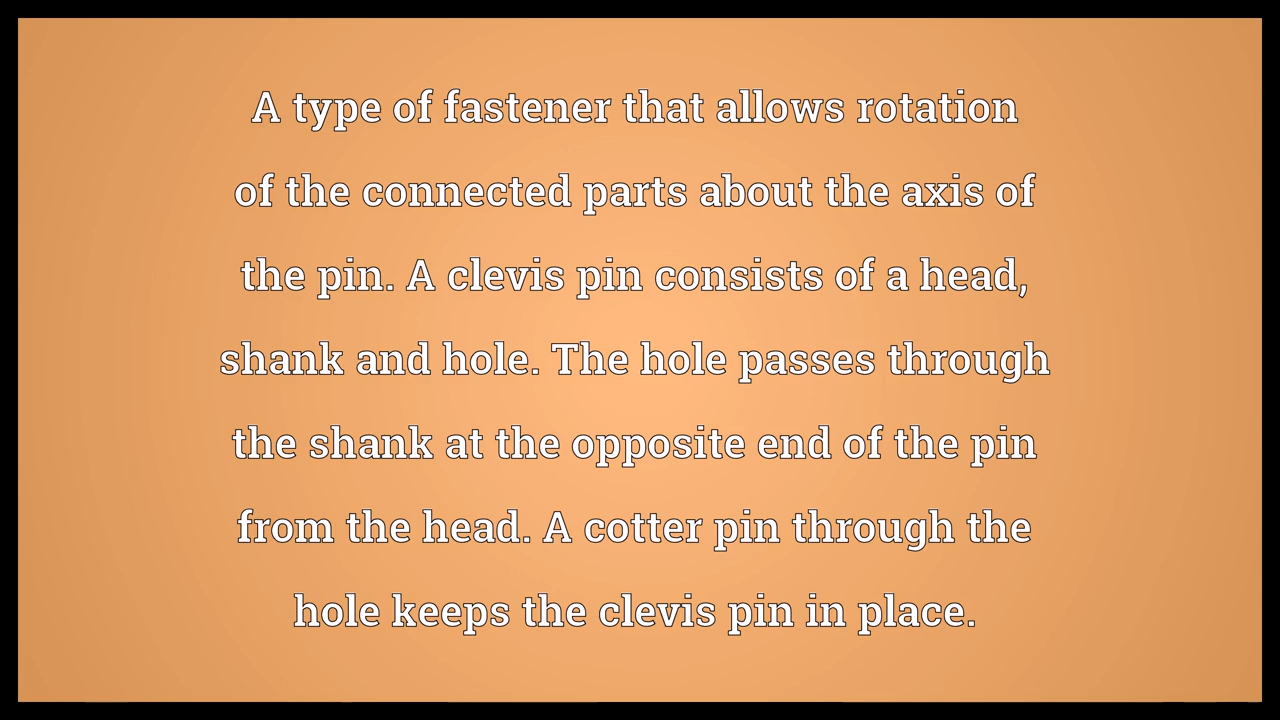 A type of fastener that allows rotation
of the connected parts about the axis of
the pin. A clevis pin consists of a head,
shank and hole. The hole passes through
the shank at the opposite end of the pin
from the head. A cotter pin through the
hole keeps the clevis pin in place.